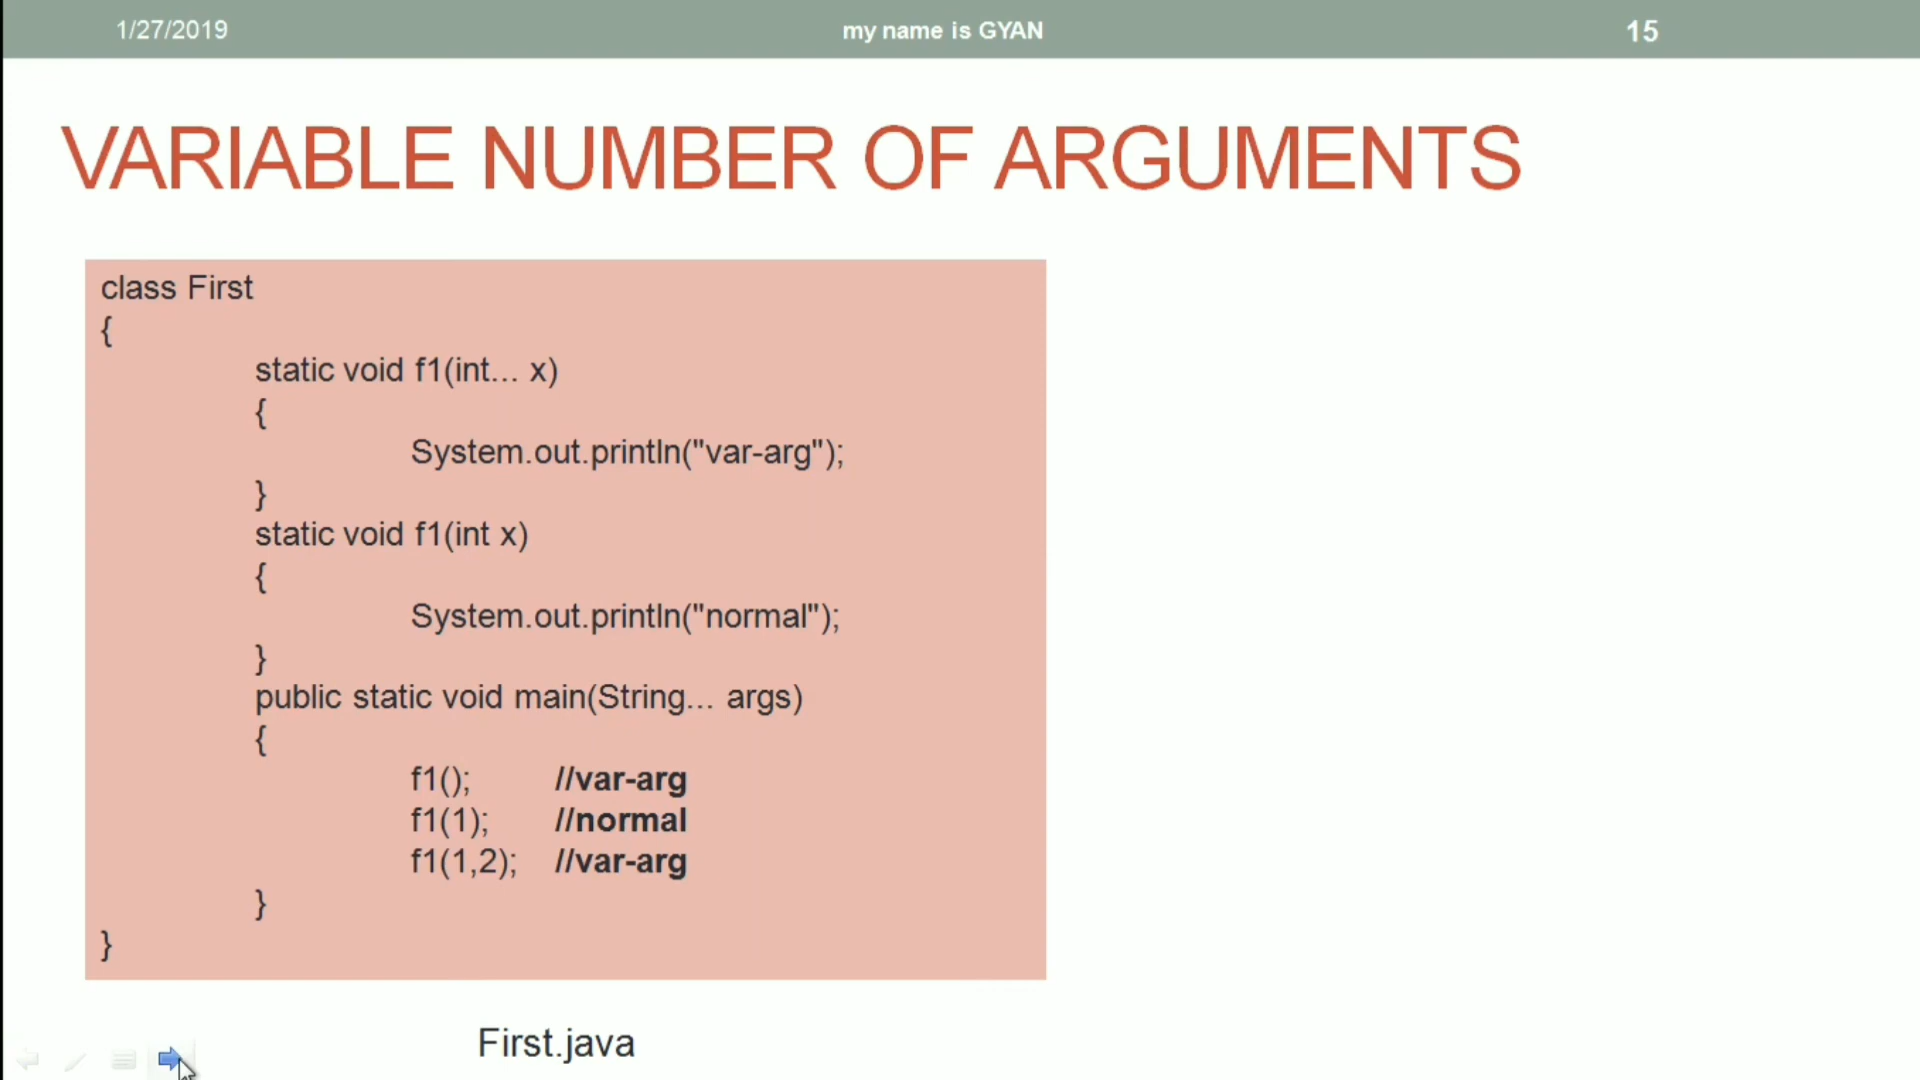 1/27/2019 my name is GYAN 15
VARIABLE NUMBER OF ARGUMENTS
class First
{
static void f1(int... x)
{
System.out.println("var-arg");
}
static void f1(int x)
{
System.out.println("normal");
}
public static void main(String... args)
{
f1(); //var-arg
f1(1); //normal
f1(1,2); //var-arg
}
}
First.java